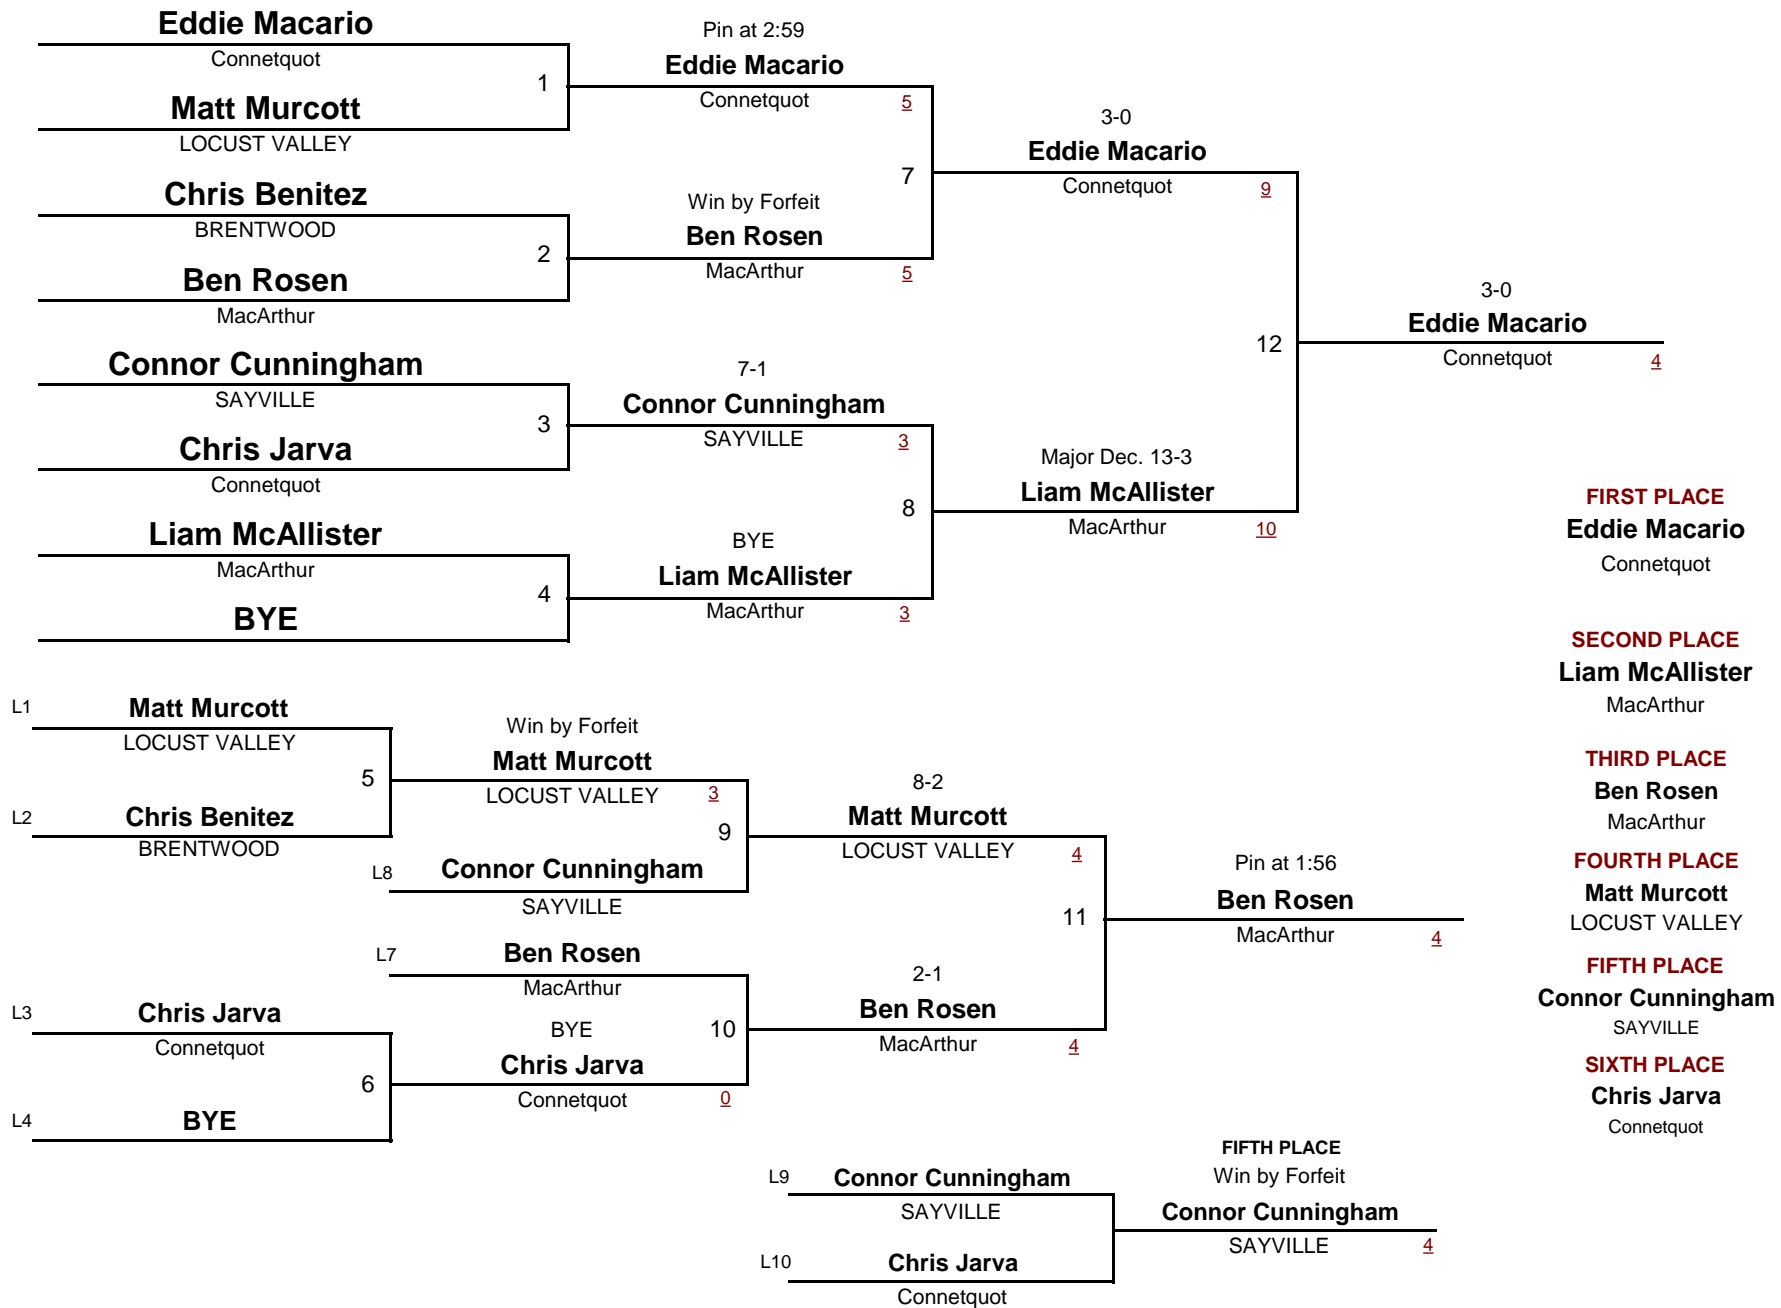 Eddie Macario
Connetquot
1
Matt Murcott
LOCUST VALLEY
Pin at 2:59
Eddie Macario
Connetquot
5
Chris Benitez
BRENTWOOD
2
Ben Rosen
MacArthur
Win by Forfeit
Ben Rosen
MacArthur
5
7
3-0
Eddie Macario
Connetquot
9
Connor Cunningham
SAYVILLE
3
Chris Jarva
Connetquot
7-1
Connor Cunningham
SAYVILLE
3
Liam McAllister
MacArthur
4
BYE
BYE
Liam McAllister
MacArthur
3
8
Major Dec. 13-3
Liam McAllister
MacArthur
10
12
3-0
Eddie Macario
Connetquot
4
FIRST PLACE
Eddie Macario
Connetquot
SECOND PLACE
Liam McAllister
MacArthur
THIRD PLACE
Ben Rosen
MacArthur
FOURTH PLACE
Matt Murcott
LOCUST VALLEY
FIFTH PLACE
Connor Cunningham
SAYVILLE
SIXTH PLACE
Chris Jarva
Connetquot
L1
Matt Murcott
LOCUST VALLEY
5
L2
Chris Benitez
BRENTWOOD
Win by Forfeit
Matt Murcott
LOCUST VALLEY
3
9
L8
Connor Cunningham
SAYVILLE
8-2
Matt Murcott
LOCUST VALLEY
4
L7
Ben Rosen
MacArthur
L3
Chris Jarva
Connetquot
6
L4
BYE
BYE
Chris Jarva
Connetquot
0
10
2-1
Ben Rosen
MacArthur
4
11
Pin at 1:56
Ben Rosen
MacArthur
4
L9
Connor Cunningham
SAYVILLE
L10
Chris Jarva
Connetquot
FIFTH PLACE
Win by Forfeit
Connor Cunningham
SAYVILLE
4